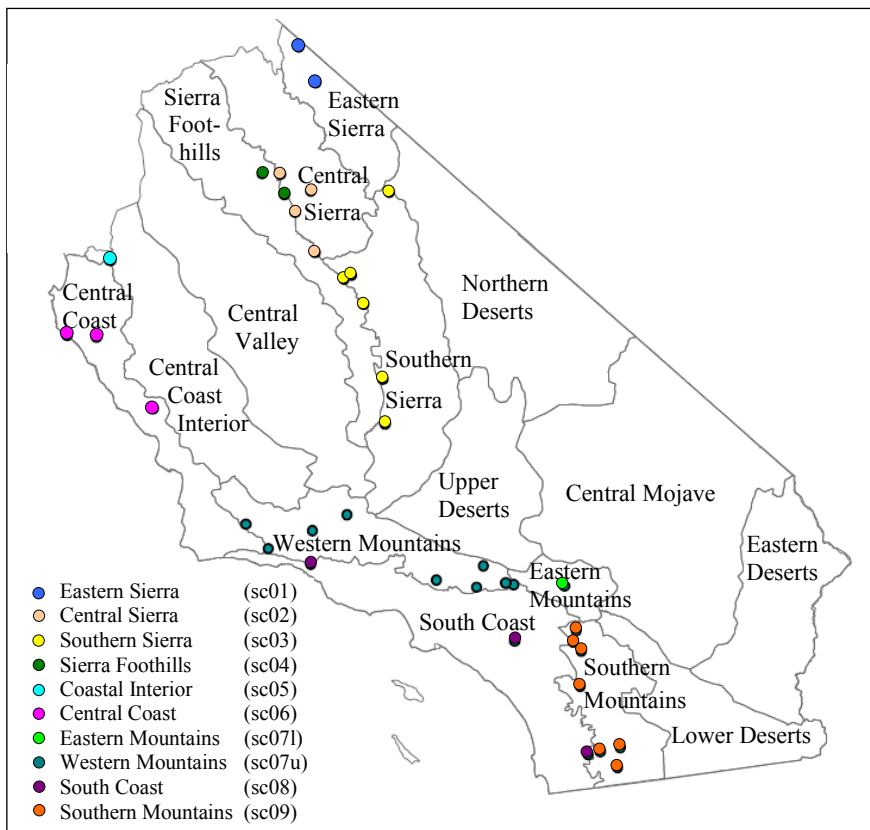 Sierra
Foot-
hills
Eastern
Sierra
Central
Sierra
Northern
Deserts
Central
Coast
Central
Valley
Central
Coast
Interior
Southern
Sierra
Upper
Deserts
Central Mojave
Eastern
Deserts
Western Mountains
Eastern
Mountains
South Coast
Southern
Mountains
Lower Deserts
Eastern Sierra (sc01)
Central Sierra (sc02)
Southern Sierra (sc03)
Sierra Foothills (sc04)
Coastal Interior (sc05)
Central Coast (sc06)
Eastern Mountains (sc07l)
Western Mountains (sc07u)
South Coast (sc08)
Southern Mountains (sc09)